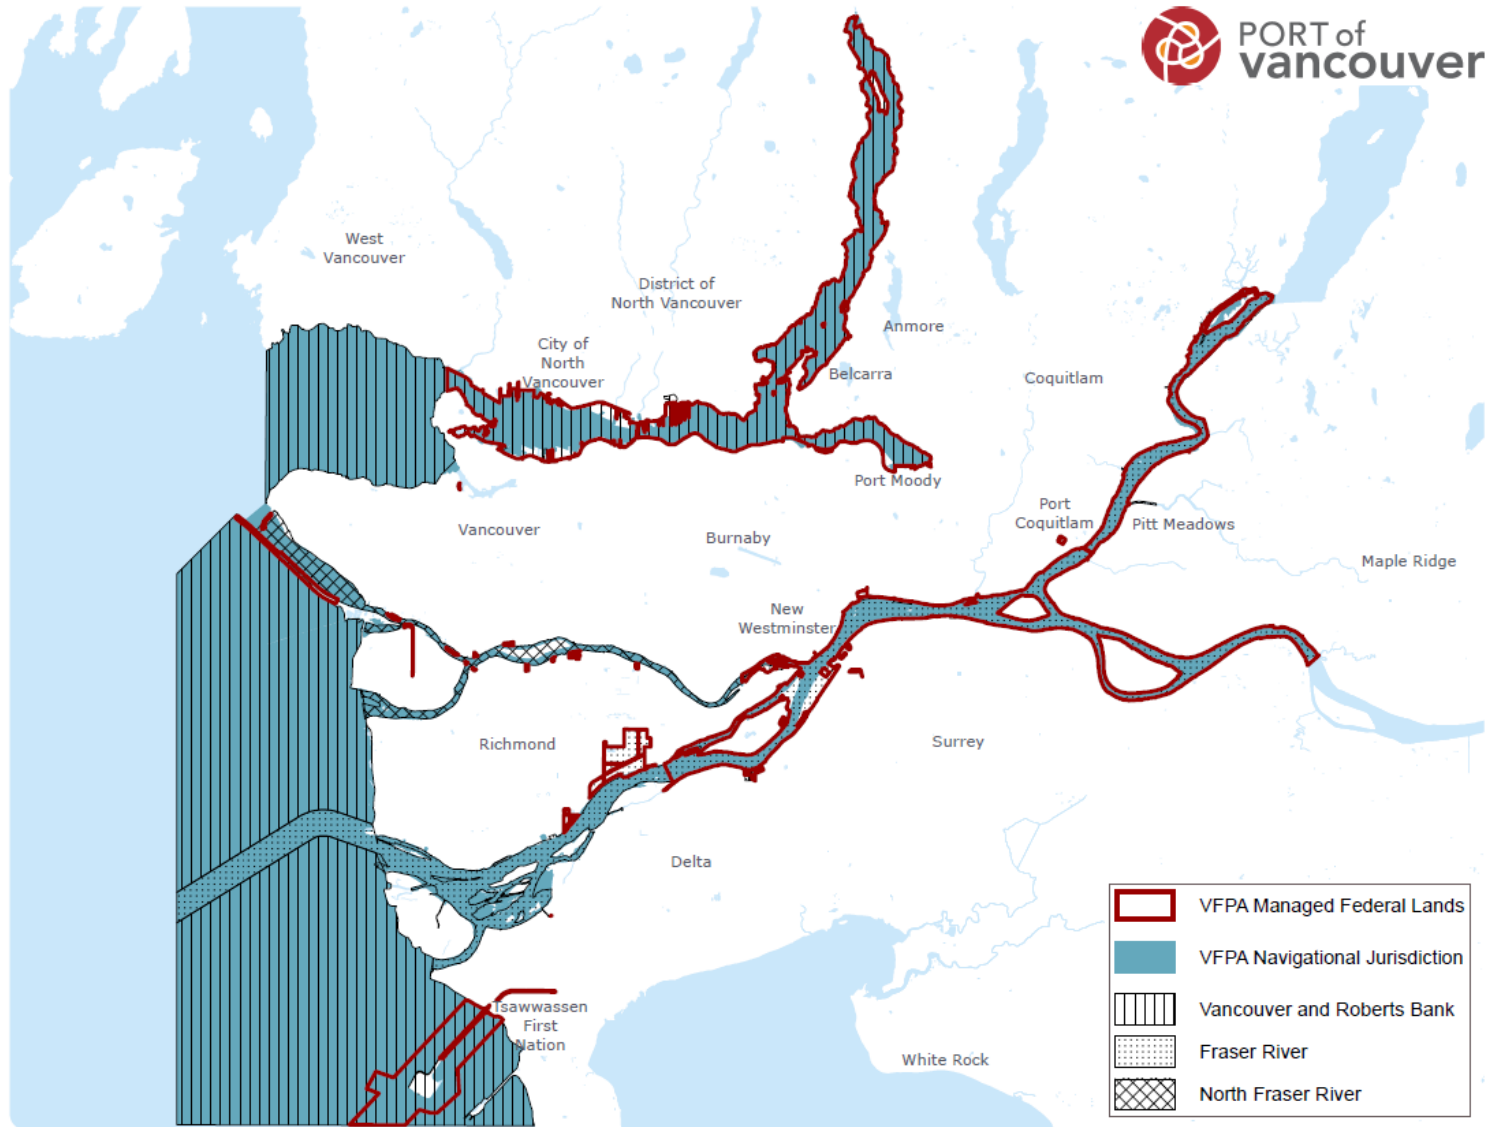 PORT of
vancouver
West
Vancouver
District of
North Vancouver
City of
North
Vancouver
Anmore
Belcarra
Coquitlam
Port Moody
Port
Coquitlam
Pitt Meadows
Vancouver
Burnaby
Maple Ridge
New
Westminster
Richmond
Surrey
Delta
Tsawwassen
First
Nation
White Rock
VFPA Managed Federal Lands
VFPA Navigational Jurisdiction
Vancouver and Roberts Bank
Fraser River
North Fraser River